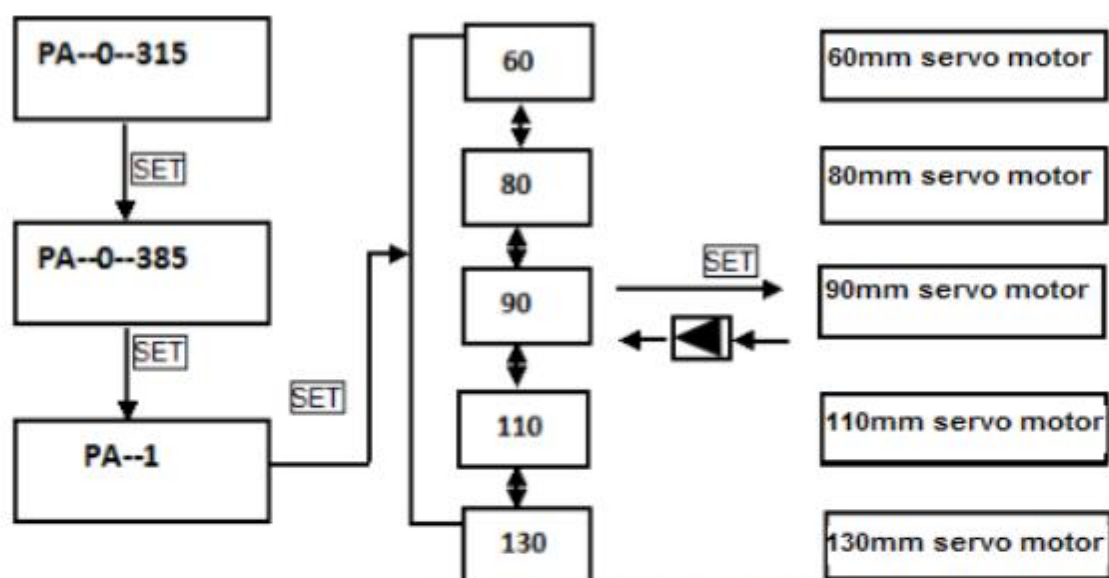 PA--0--315
SET
PA--0--385
SET
PA--1
SET
60
80
90
110
130
SET
60mm servo motor
80mm servo motor
90mm servo motor
110mm servo motor
130mm servo motor